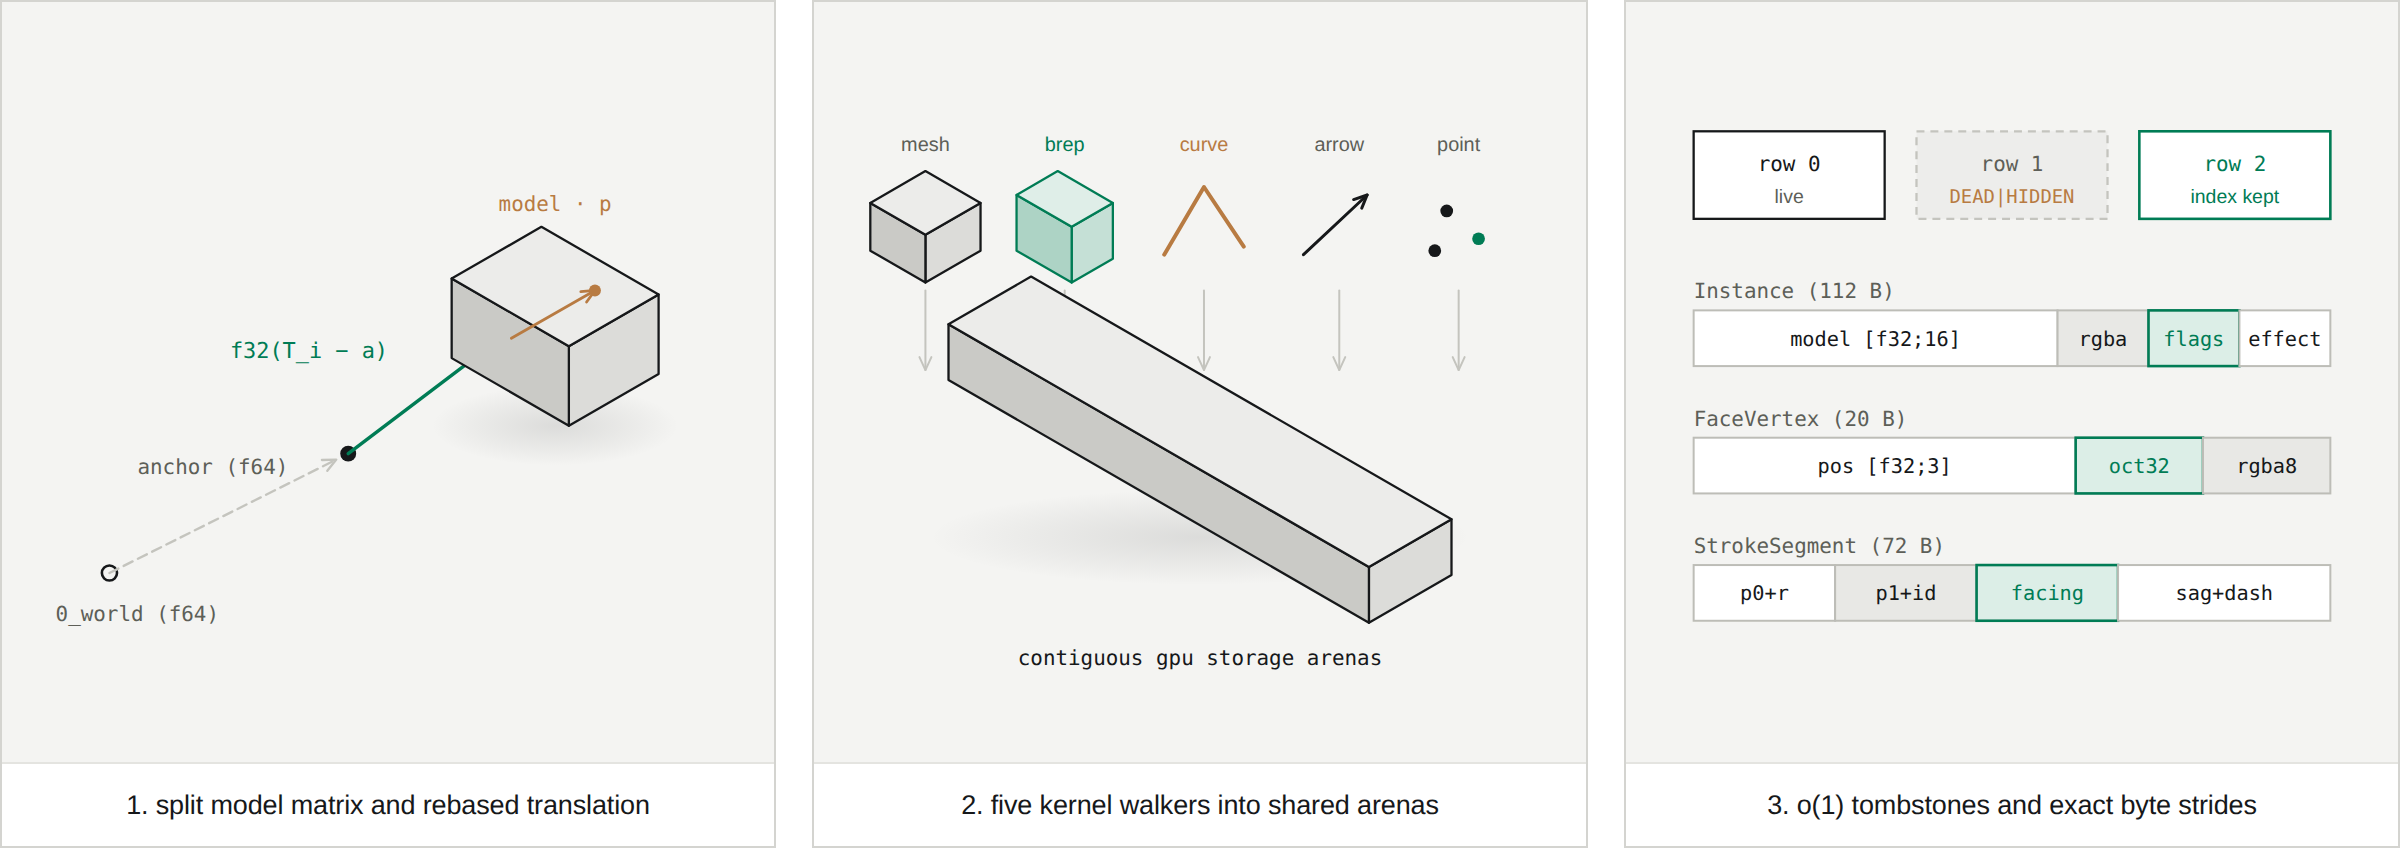 model · p
f32(T_i − a)
anchor (f64)
0_world (f64)
1. split model matrix and rebased translation
mesh
brep
curve
arrow
point
contiguous gpu storage arenas
2. five kernel walkers into shared arenas
row 0
live
row 1
DEAD|HIDDEN
row 2
index kept
Instance (112 B)
model [f32;16]
rgba
flags
effect
FaceVertex (20 B)
pos [f32;3]
oct32
rgba8
StrokeSegment (72 B)
p0+r
p1+id
facing
sag+dash
3. o(1) tombstones and exact byte strides